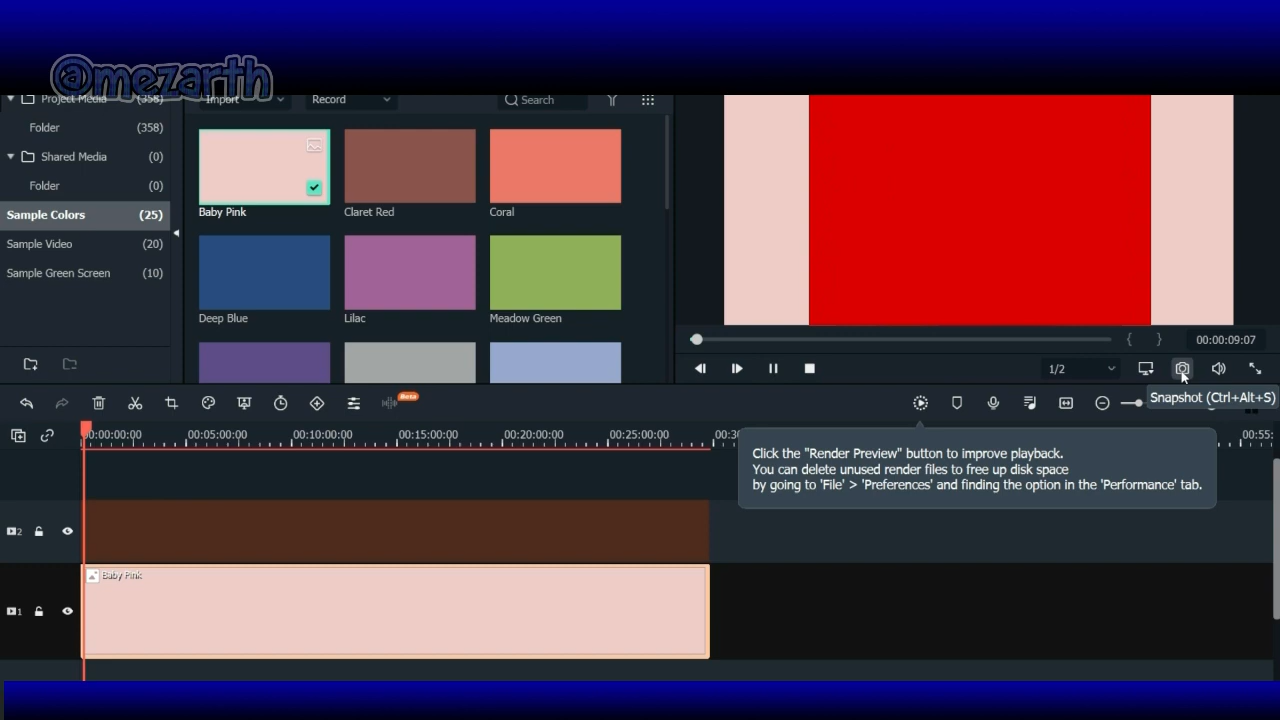 @mezarth
Project Media (358)
Import
Record
Search
Folder (358)
Shared Media (0)
Folder (0)
Sample Colors (25)
Sample Video (20)
Sample Green Screen (10)
Baby Pink
Claret Red
Coral
Deep Blue
Lilac
Meadow Green
00:00:09:07
1/2
Snapshot (Ctrl+Alt+S)
Beta
00:00:00:00 00:05:00:00 00:10:00:00 00:15:00:00 00:20:00:00 00:25:00:00 00:30 00:55:
Click the "Render Preview" button to improve playback.
You can delete unused render files to free up disk space
by going to 'File' > 'Preferences' and finding the option in the 'Performance' tab.
2
1
Baby Pink